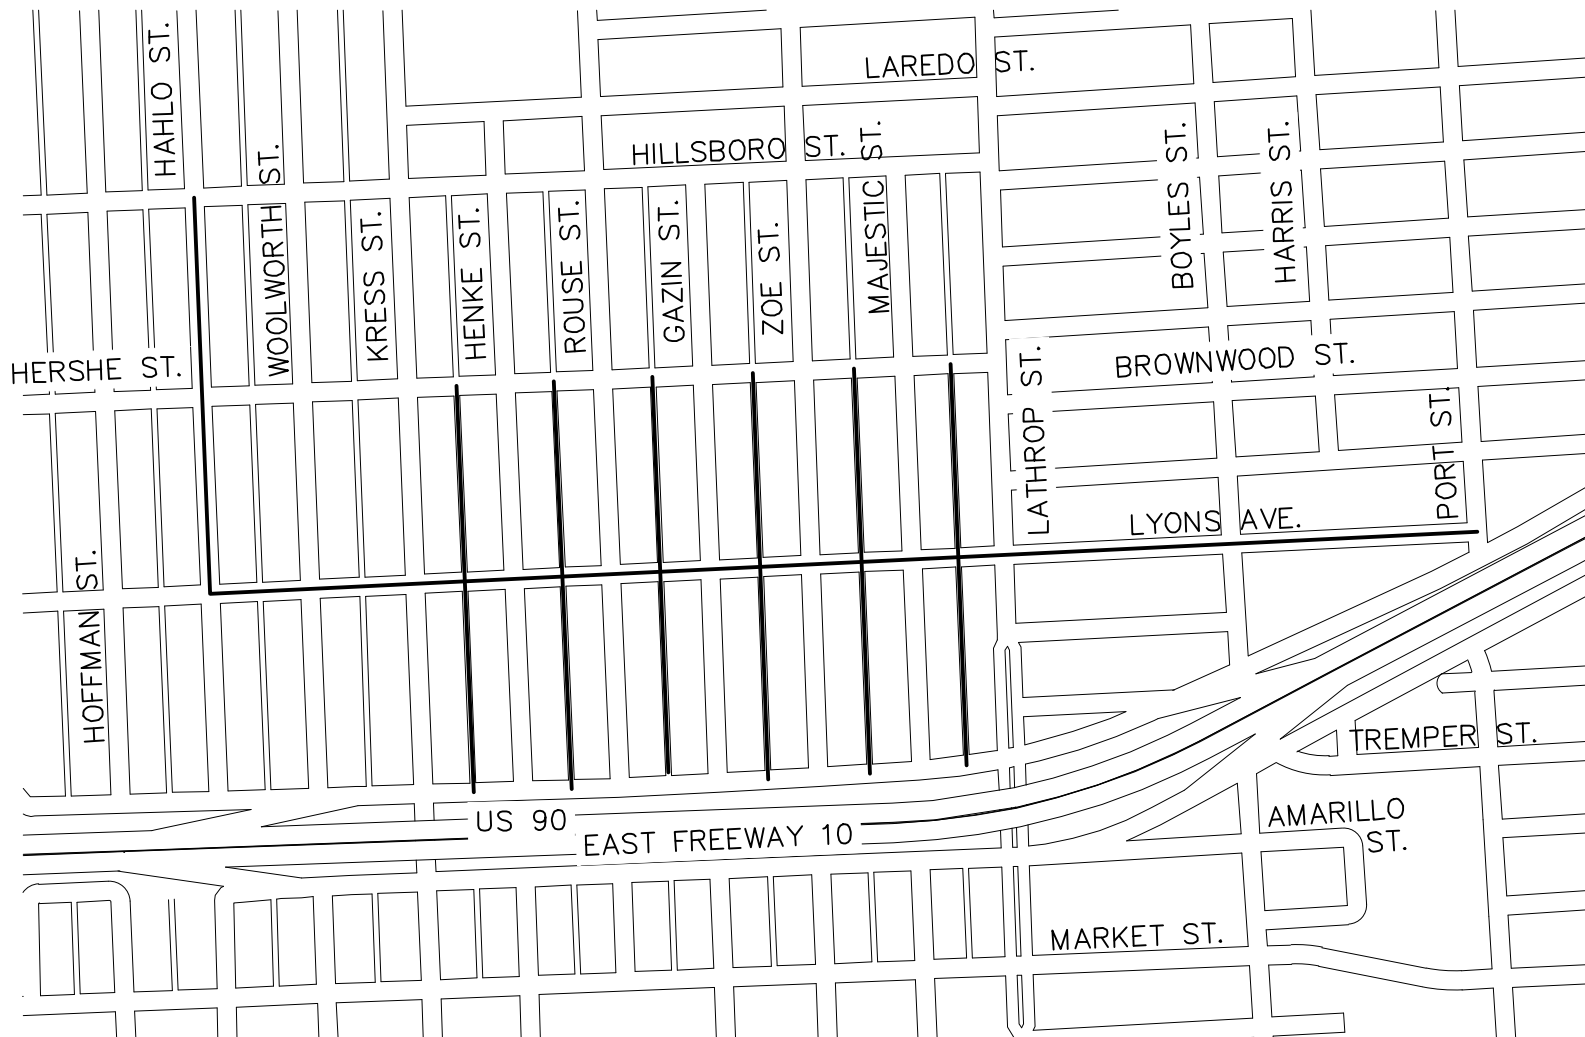 HAHLO ST.
LAREDO ST.
HILLSBORO ST.
WOOLWORTH ST.
KRESS ST.
HENKE ST.
ROUSE ST.
GAZIN ST.
ZOE ST.
MAJESTIC ST.
BOYLES ST.
HARRIS ST.
HERSHE ST.
LATHROP ST.
BROWNWOOD ST.
PORT ST.
LYONS AVE.
HOFFMAN ST.
TREMPER ST.
US 90
EAST FREEWAY 10
AMARILLO
ST.
MARKET ST.